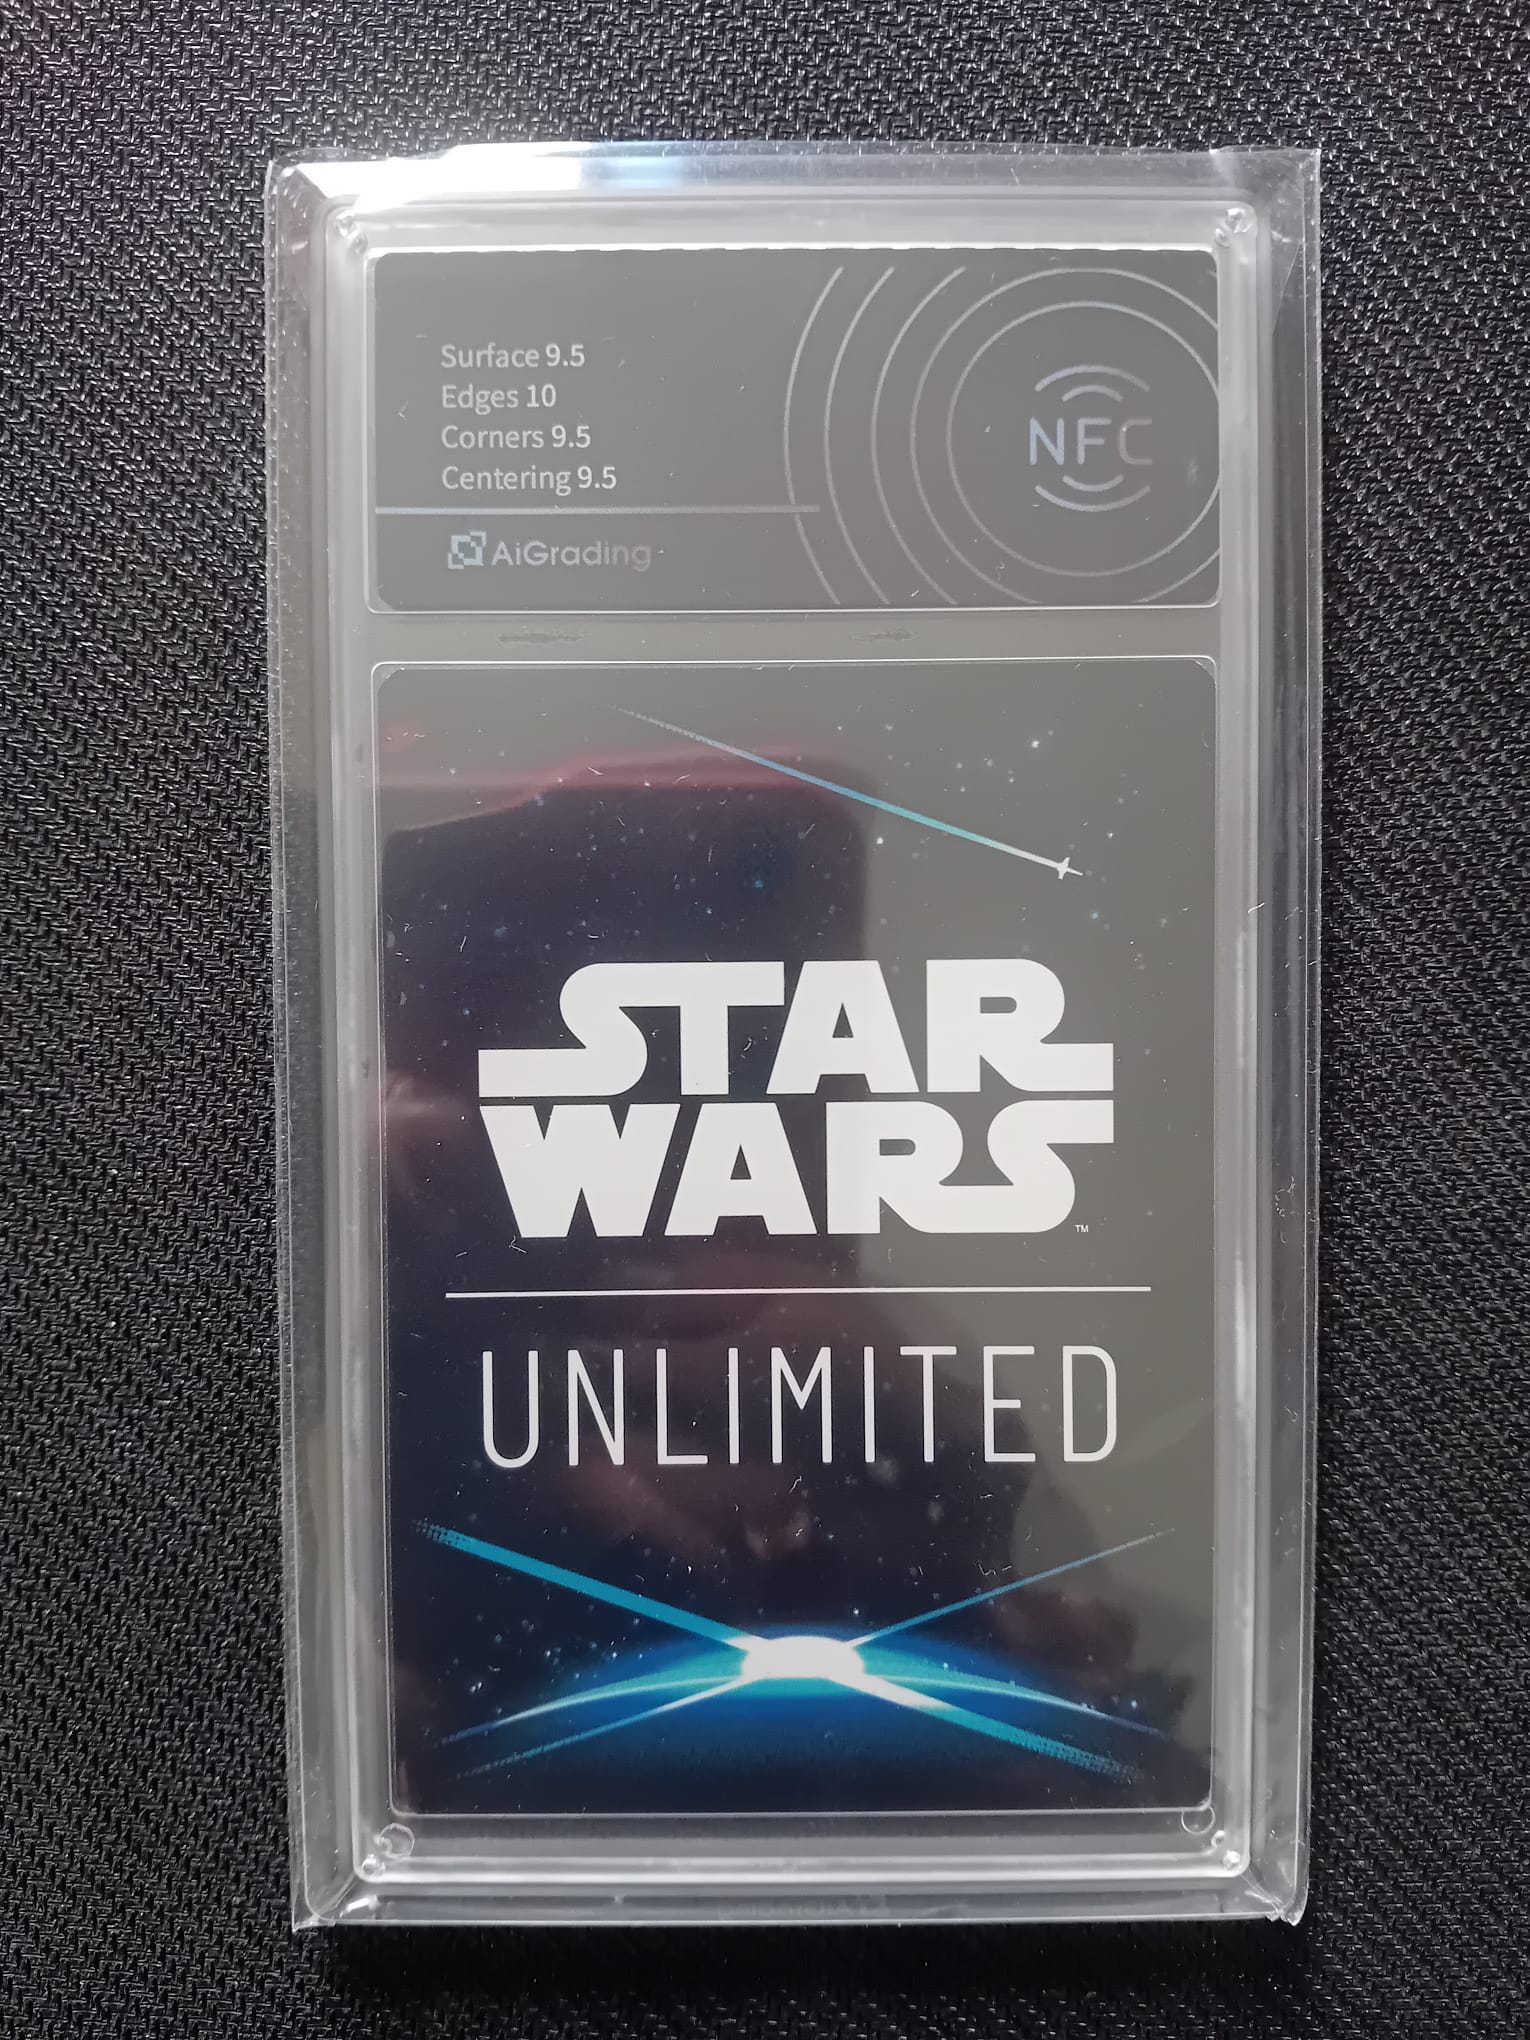 Surface 9.5
Edges 10
Corners 9.5
Centering 9.5
NFC
AiGrading
STAR
WARS
TM
UNLIMITED